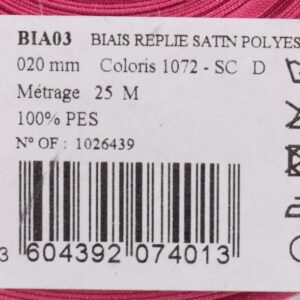 BIA03 BIAIS REPLIE SATIN POLYES
020 mm Coloris 1072 - SC D
Métrage 25 M
100% PES
N° OF : 1026439
3 604392 074013